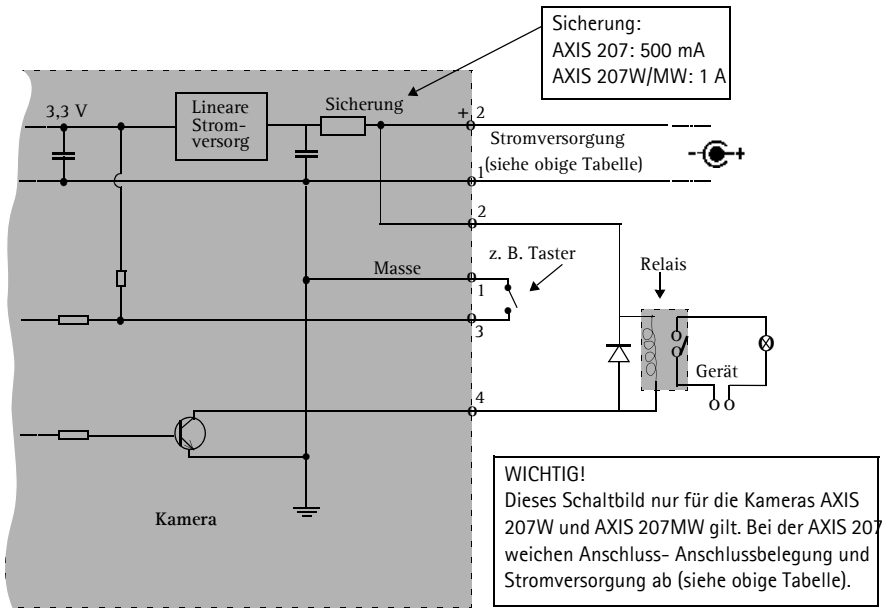 Sicherung:
AXIS 207: 500 mA
AXIS 207W/MW: 1 A
3,3 V
Lineare
Strom-
versorg
Sicherung
+ 2
Stromversorgung
(siehe obige Tabelle)
- +
1
2
z. B. Taster
Masse
1
Relais
3
Gerät
4
Kamera
WICHTIG!
Dieses Schaltbild nur für die Kameras AXIS
207W und AXIS 207MW gilt. Bei der AXIS 207
weichen Anschluss- Anschlussbelegung und
Stromversorgung ab (siehe obige Tabelle).